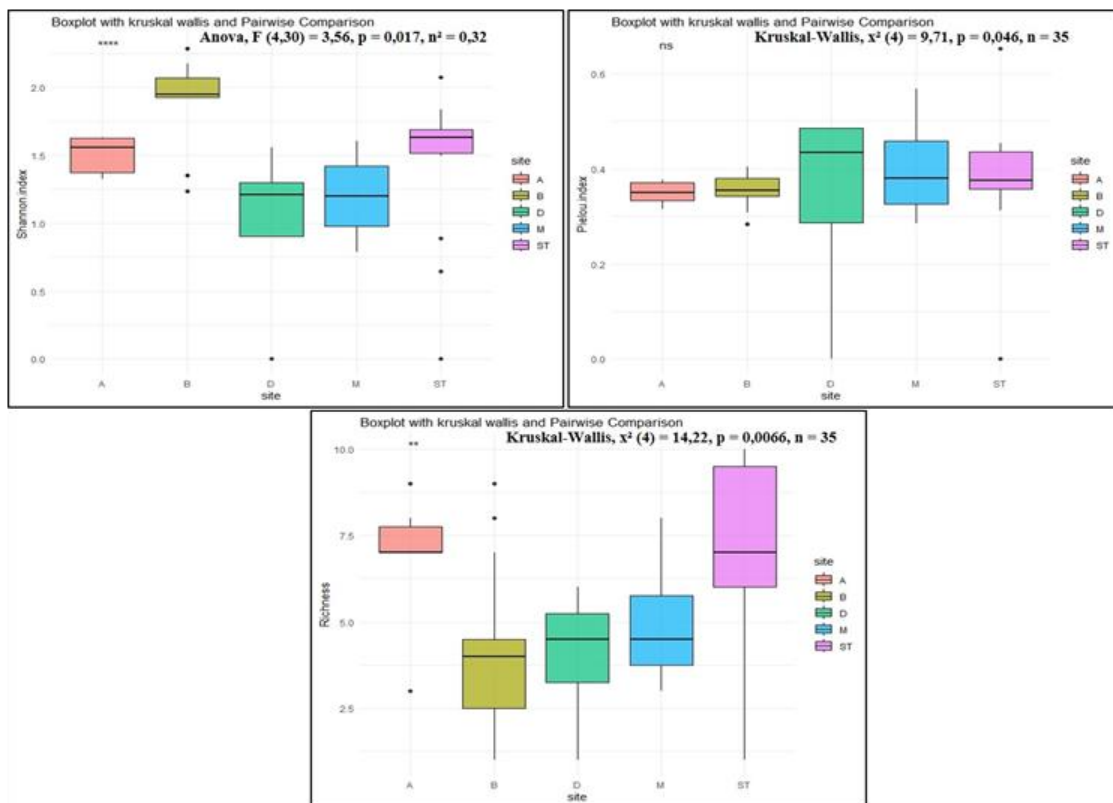 Boxplot with kruskal wallis and Pairwise Comparison
Anova, F (4,30) = 3,56, p = 0,017, n² = 0,32
****
2.0
1.5
1.0
0.5
0.0
Shannon.index
A B D M ST
site
site
A
B
D
M
ST
Boxplot with kruskal wallis and Pairwise Comparison
Kruskal-Wallis, x² (4) = 9,71, p = 0,046, n = 35
ns
0.6
0.4
0.2
0.0
Pielou.index
A B D M ST
site
site
A
B
D
M
ST
Boxplot with kruskal wallis and Pairwise Comparison
Kruskal-Wallis, x² (4) = 14,22, p = 0,0066, n = 35
**
10.0
7.5
5.0
2.5
Richness
A B D M ST
site
site
A
B
D
M
ST